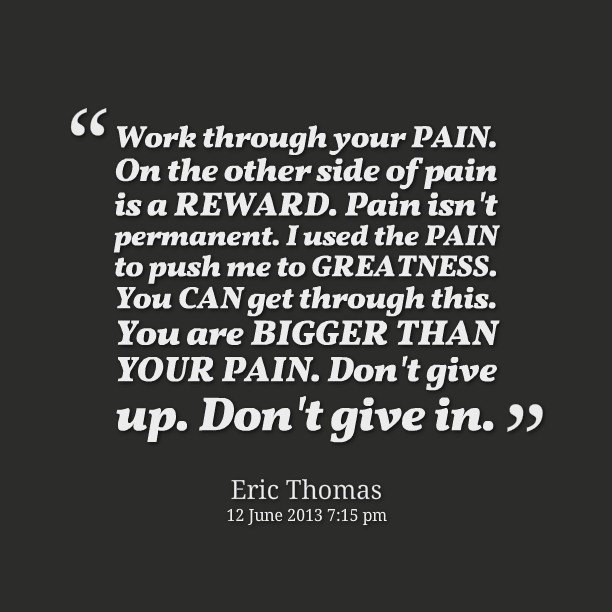 “ Work through your PAIN.
On the other side of pain
is a REWARD. Pain isn't
permanent. I used the PAIN
to push me to GREATNESS.
You CAN get through this.
You are BIGGER THAN
YOUR PAIN. Don't give
up. Don't give in. ”
Eric Thomas
12 June 2013 7:15 pm